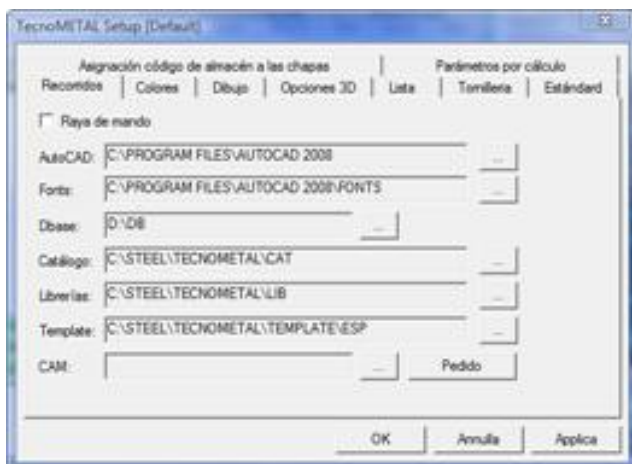 TecnoMETAL Setup [Default]
Asignación código de almacén a las chapas
Parámetros por cálculo
Recorridos
Colores
Dibujo
Opciones 3D
Lista
Tornilleria
Estándard
Raya de mando
AutoCAD: C:\PROGRAM FILES\AUTOCAD 2008 ...
Fonts: C:\PROGRAM FILES\AUTOCAD 2008\FONTS ...
Dbase: D:\DB ...
Catálogo: C:\STEEL\TECNOMETAL\CAT ...
Librerías: C:\STEEL\TECNOMETAL\LIB ...
Template: C:\STEEL\TECNOMETAL\TEMPLATE\ESP ...
CAM: ... Pedido
OK Annulla Applica